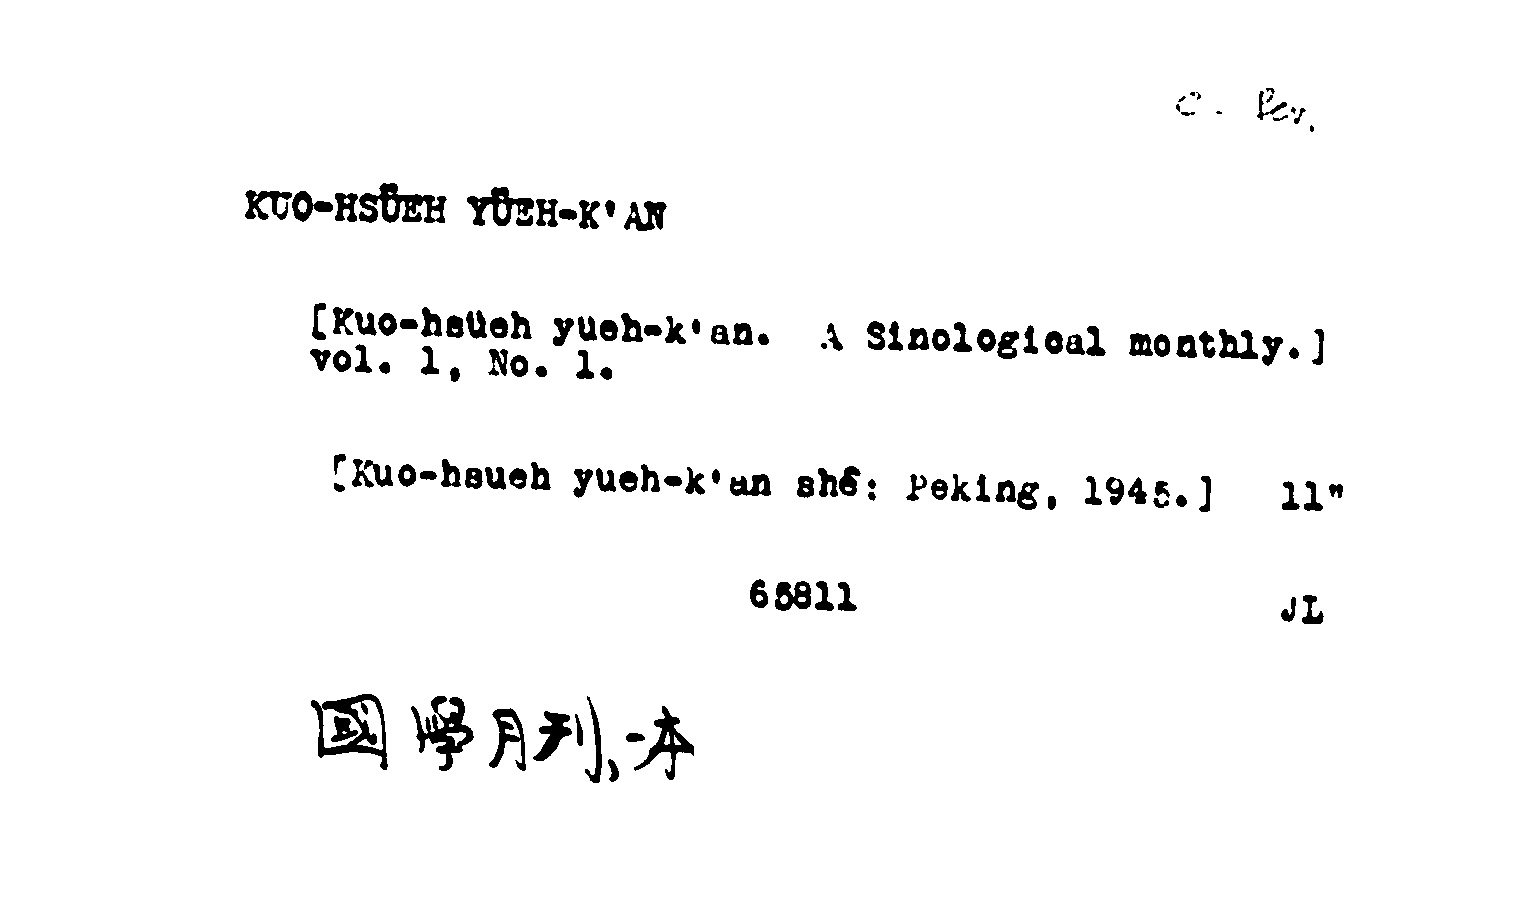 C. Rev.
KUO-HSÜEH YÜEH-K'AN
[Kuo-hsüeh yueh-k'an. A Sinological monthly.]
vol. 1, No. 1.
[Kuo-hsueh yueh-k'an shê: Peking, 1945.] 11"
65811 JL
國學月刊、一本